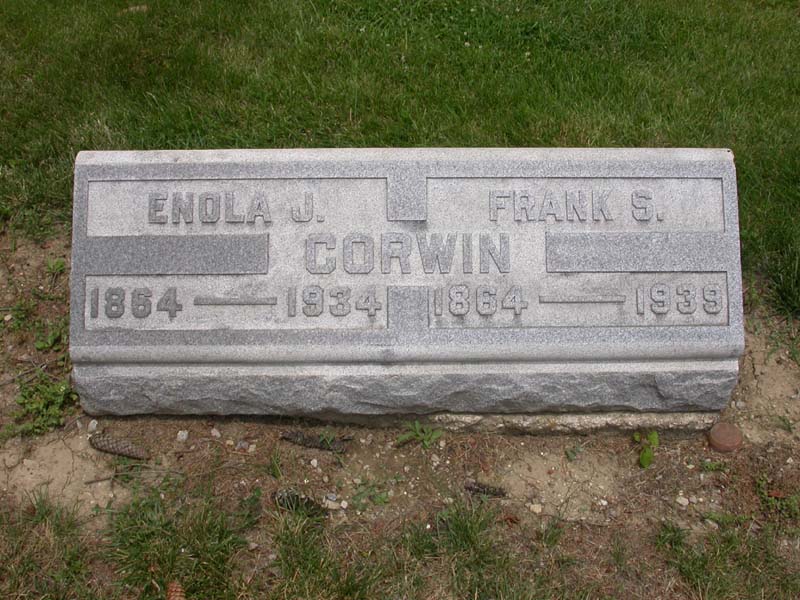 ENOLA J. FRANK S.
CORWIN
1864 — 1934 1864 — 1939